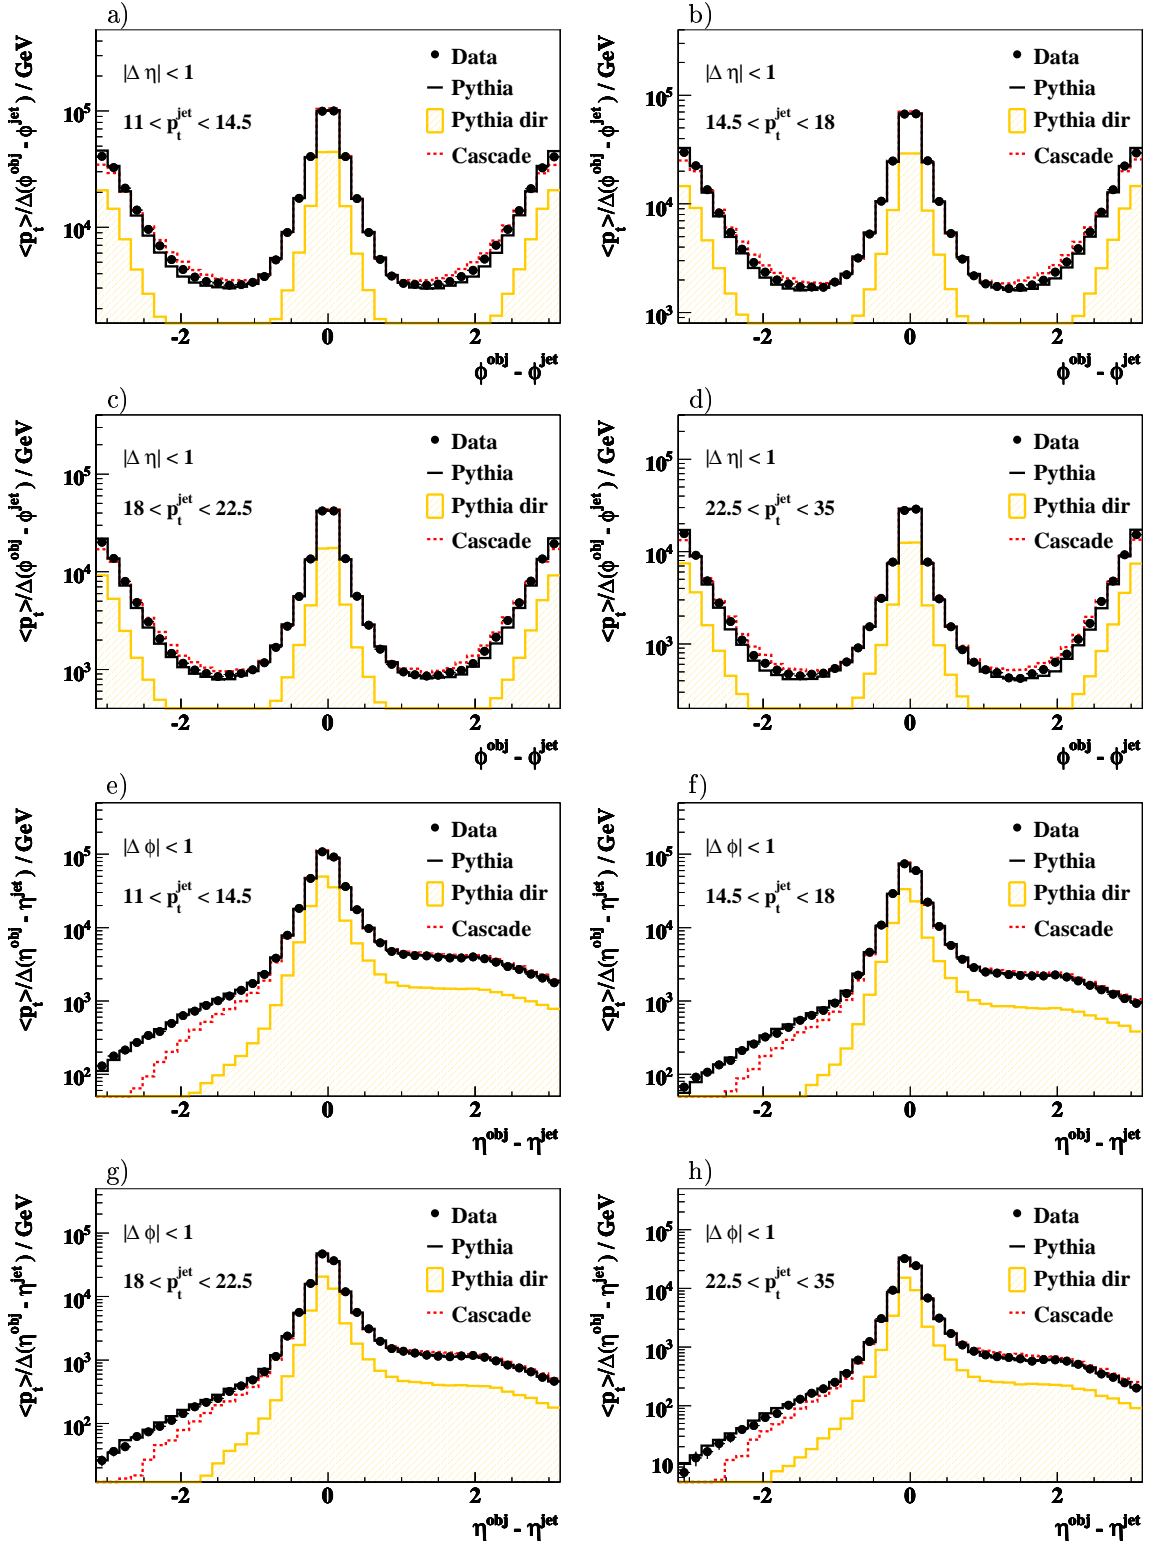 a)
<p_t>/Δ(φ^obj - φ^jet) / GeV
|Δ η| < 1
11 < p_t^jet < 14.5
Data
Pythia
Pythia dir
Cascade
10^5
10^4
-2 0 2
φ^obj - φ^jet
b)
<p_t>/Δ(φ^obj - φ^jet) / GeV
|Δ η| < 1
14.5 < p_t^jet < 18
Data
Pythia
Pythia dir
Cascade
10^5
10^4
10^3
-2 0 2
φ^obj - φ^jet
c)
<p_t>/Δ(φ^obj - φ^jet) / GeV
|Δ η| < 1
18 < p_t^jet < 22.5
Data
Pythia
Pythia dir
Cascade
10^5
10^4
10^3
-2 0 2
φ^obj - φ^jet
d)
<p_t>/Δ(φ^obj - φ^jet) / GeV
|Δ η| < 1
22.5 < p_t^jet < 35
Data
Pythia
Pythia dir
Cascade
10^5
10^4
10^3
-2 0 2
φ^obj - φ^jet
e)
<p_t>/Δ(η^obj - η^jet) / GeV
|Δ φ| < 1
11 < p_t^jet < 14.5
Data
Pythia
Pythia dir
Cascade
10^5
10^4
10^3
10^2
-2 0 2
η^obj - η^jet
f)
<p_t>/Δ(η^obj - η^jet) / GeV
|Δ φ| < 1
14.5 < p_t^jet < 18
Data
Pythia
Pythia dir
Cascade
10^5
10^4
10^3
10^2
-2 0 2
η^obj - η^jet
g)
<p_t>/Δ(η^obj - η^jet) / GeV
|Δ φ| < 1
18 < p_t^jet < 22.5
Data
Pythia
Pythia dir
Cascade
10^5
10^4
10^3
10^2
-2 0 2
η^obj - η^jet
h)
<p_t>/Δ(η^obj - η^jet) / GeV
|Δ φ| < 1
22.5 < p_t^jet < 35
Data
Pythia
Pythia dir
Cascade
10^5
10^4
10^3
10^2
10
-2 0 2
η^obj - η^jet